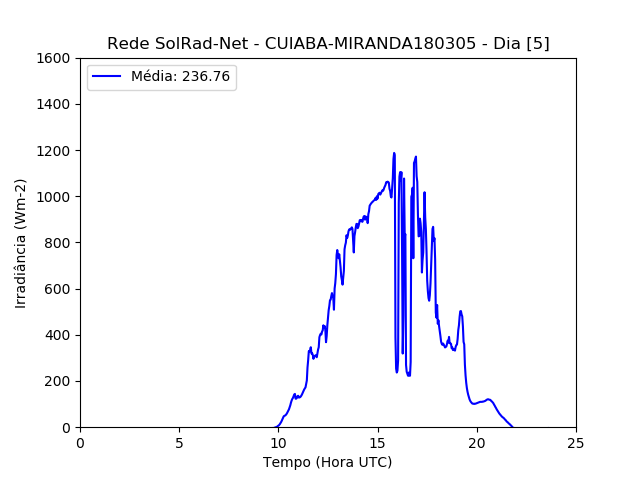 Rede SolRad-Net - CUIABA-MIRANDA180305 - Dia [5]
Média: 236.76
Irradiância (Wm-2)
1600
1400
1200
1000
800
600
400
200
0
0 5 10 15 20 25
Tempo (Hora UTC)